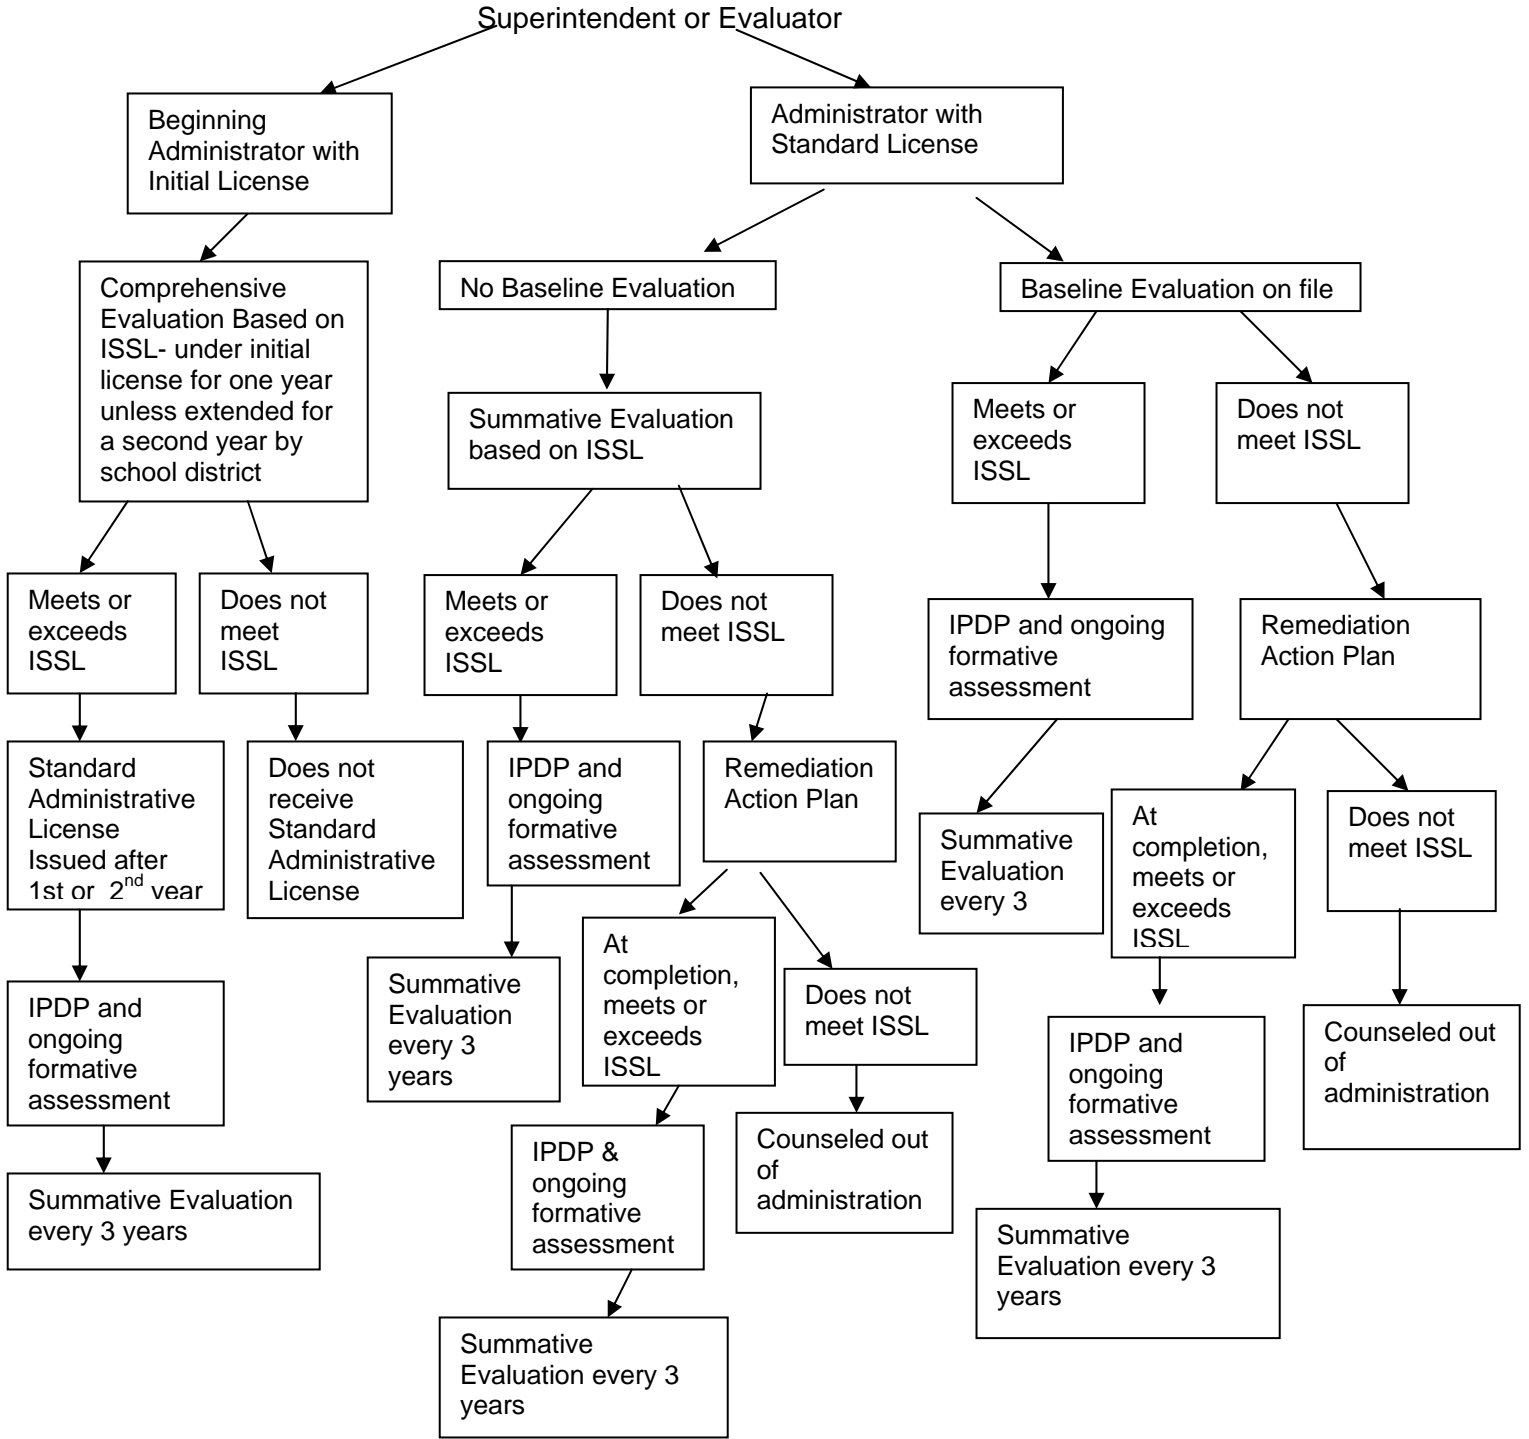 Superintendent or Evaluator
Beginning
Administrator with
Initial License
Administrator with
Standard License
Comprehensive
Evaluation Based on
ISSL- under initial
license for one year
unless extended for
a second year by
school district
No Baseline Evaluation
Baseline Evaluation on file
Summative Evaluation
based on ISSL
Meets or
exceeds
ISSL
Does not
meet ISSL
Meets or
exceeds
ISSL
Does not
meet
ISSL
Meets or
exceeds
ISSL
Does not
meet ISSL
IPDP and ongoing
formative
assessment
Remediation
Action Plan
Standard
Administrative
License
Issued after
1st or 2nd year
Does not
receive
Standard
Administrative
License
IPDP and
ongoing
formative
assessment
Remediation
Action Plan
Summative
Evaluation
every 3
At
completion,
meets or
exceeds
ISSL
Does not
meet ISSL
Summative
Evaluation
every 3
years
At
completion,
meets or
exceeds
ISSL
Does not
meet ISSL
IPDP and
ongoing
formative
assessment
IPDP and
ongoing
formative
assessment
Counseled out
of
administration
IPDP &
ongoing
formative
assessment
Counseled out
of
administration
Summative Evaluation
every 3 years
Summative
Evaluation every 3
years
Summative
Evaluation every 3
years